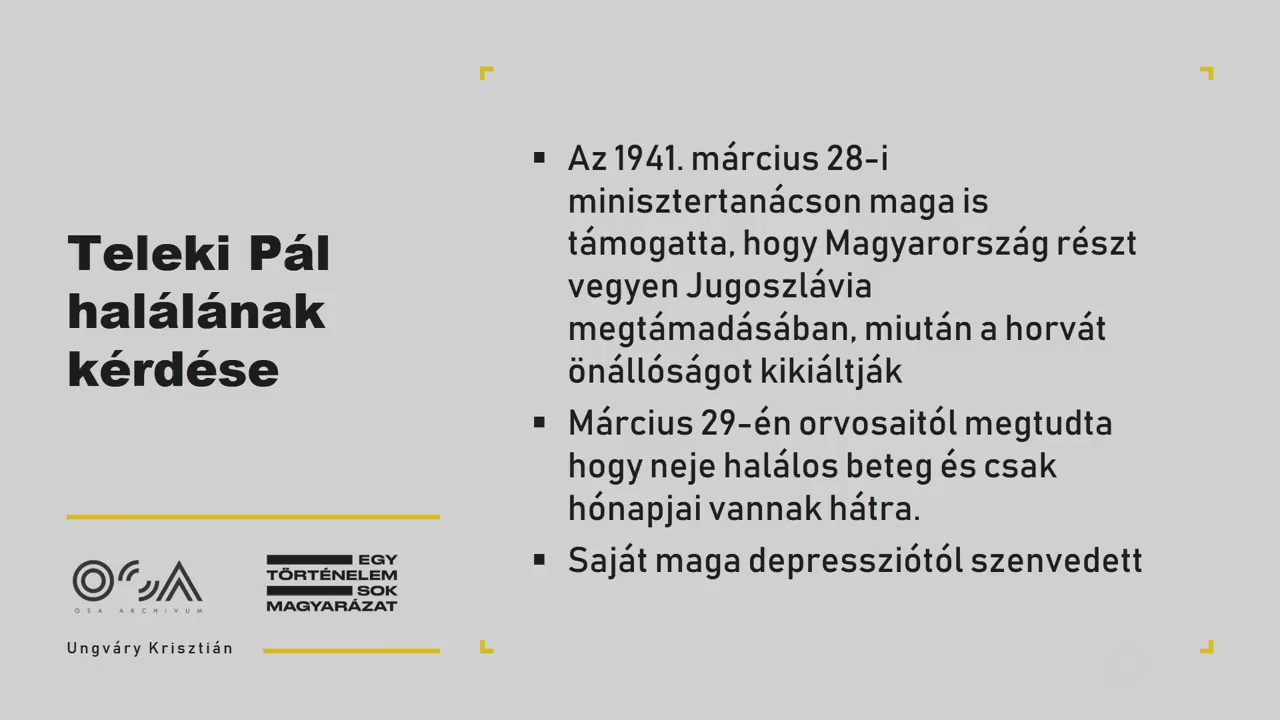 Teleki Pál
halálának
kérdése
Az 1941. március 28-i
minisztertanácson maga is
támogatta, hogy Magyarország részt
vegyen Jugoszlávia
megtámadásában, miután a horvát
önállóságot kikiáltják
Március 29-én orvosaitól megtudta
hogy neje halálos beteg és csak
hónapjai vannak hátra.
Saját maga depressziótól szenvedett
OSA
OSA ARCHIVUM
EGY
TÖRTÉNELEM
SOK
MAGYARÁZAT
Ungváry Krisztián